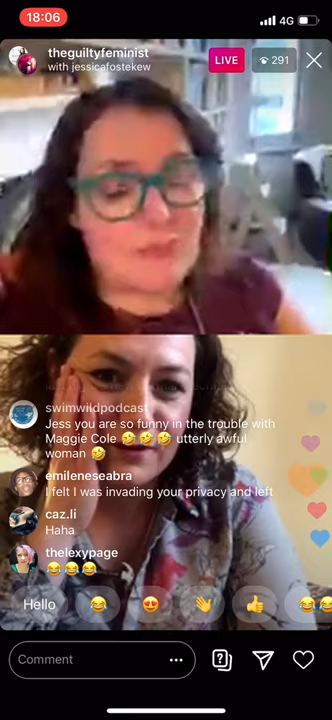 18:06
4G
theguiltyfeminist
with jessicafostekew
LIVE
291
swimwildpodcast
Jess you are so funny in the trouble with
Maggie Cole 🤣🤣🤣 utterly awful
woman 🤣
emileneseabra
I felt I was invading your privacy and left
caz.li
Haha
thelexypage
😂😂😂
Hello 😂 😍 👋 👍 😂😂
Comment